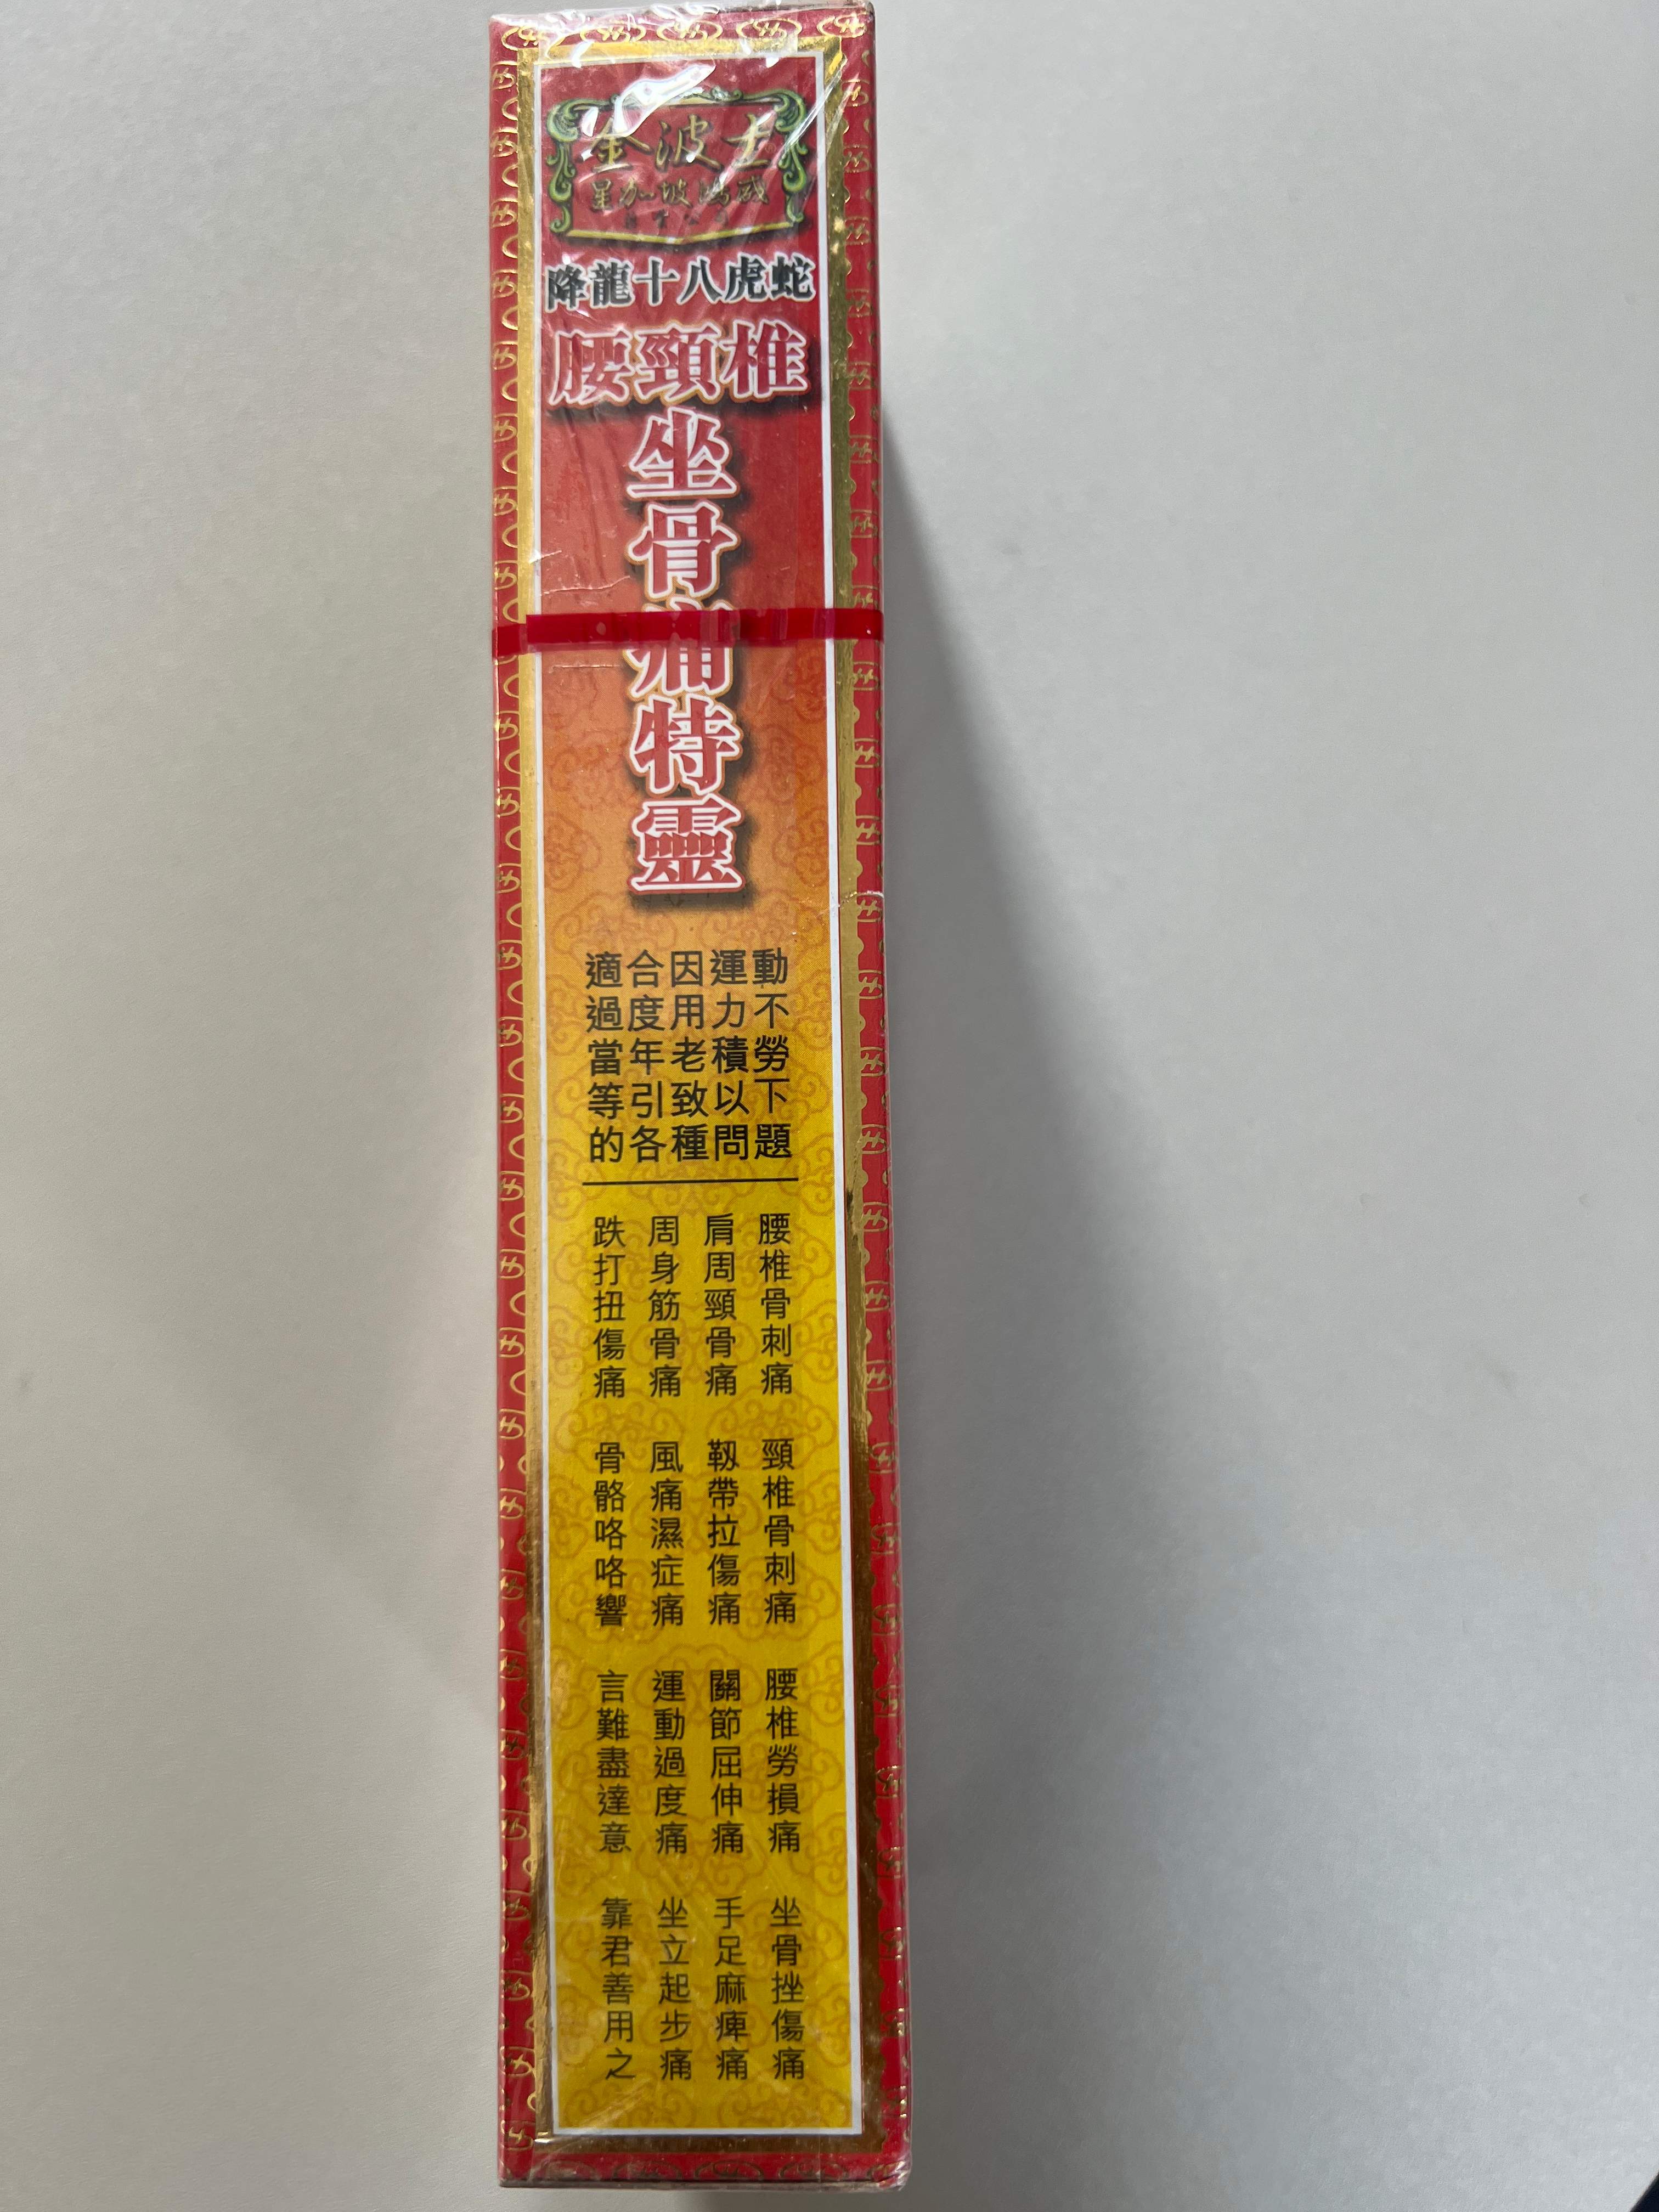 金波士
星加坡鴻威
降龍十八虎蛇
腰頸椎
坐骨痛特靈
適合因運動
過度用力不
當年老積勞
等引致以下
的各種問題
腰椎骨刺痛 頸椎骨刺痛 腰椎勞損痛 坐骨挫傷痛
肩周頸骨痛 靱帶拉傷痛 關節屈伸痛 手足麻痺痛
周身筋骨痛 風痛濕症痛 運動過度痛 坐立起步痛
跌打扭傷痛 骨骼咯咯響 言難盡達意 靠君善用之